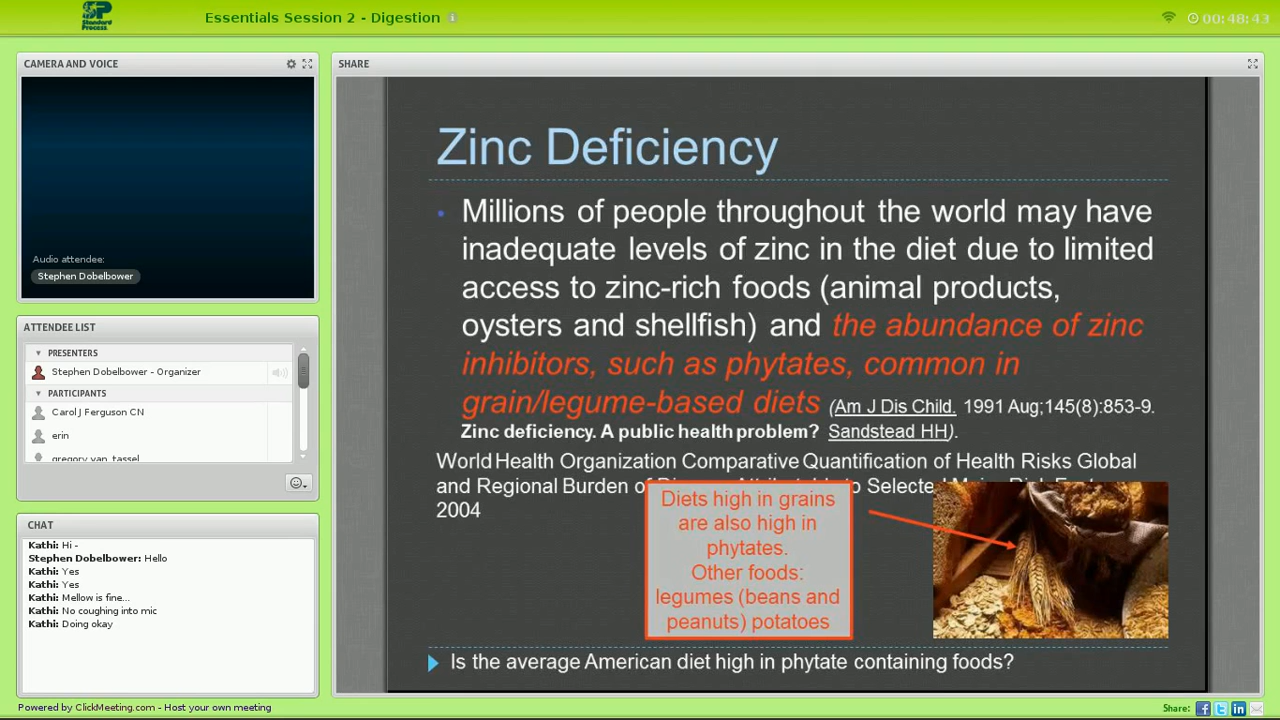 Standard
Process
Essentials Session 2 - Digestion
00:48:43
CAMERA AND VOICE
Audio attendee:
Stephen Dobelbower
ATTENDEE LIST
PRESENTERS
Stephen Dobelbower - Organizer
PARTICIPANTS
Carol J Ferguson CN
erin
gregory van_tassel
CHAT
Kathi: Hi -
Stephen Dobelbower: Hello
Kathi: Yes
Kathi: Yes
Kathi: Mellow is fine...
Kathi: No coughing into mic
Kathi: Doing okay
SHARE
Zinc Deficiency
• Millions of people throughout the world may have
inadequate levels of zinc in the diet due to limited
access to zinc-rich foods (animal products,
oysters and shellfish) and the abundance of zinc
inhibitors, such as phytates, common in
grain/legume-based diets (Am J Dis Child. 1991 Aug;145(8):853-9.
Zinc deficiency. A public health problem? Sandstead HH).
World Health Organization Comparative Quantification of Health Risks Global
and Regional Burden of to Selected
2004
Diets high in grains
are also high in
phytates.
Other foods:
legumes (beans and
peanuts) potatoes
Is the average American diet high in phytate containing foods?
Powered by ClickMeeting.com - Host your own meeting
Share: